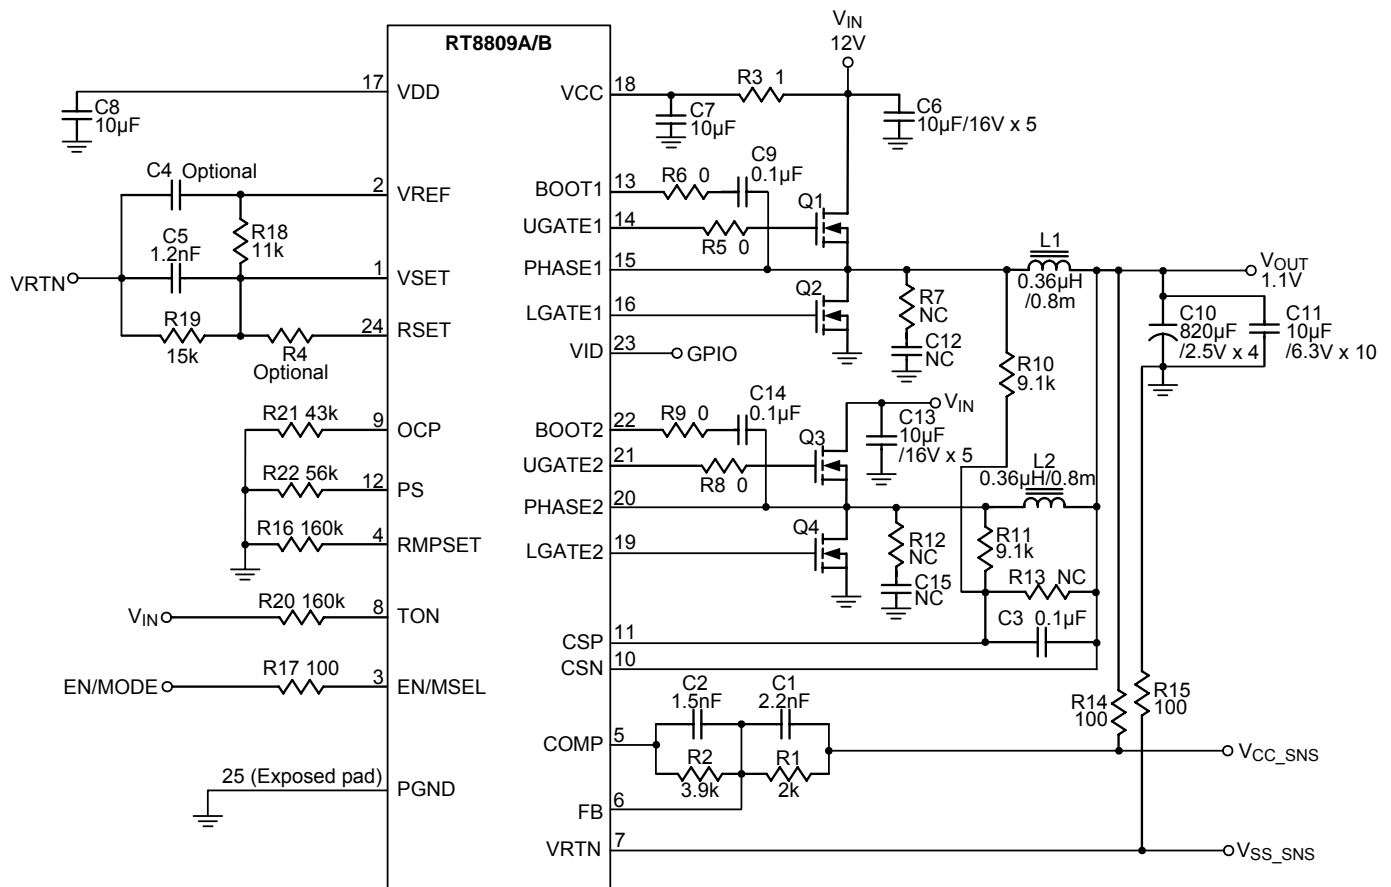 RT8809A/B
VIN
12V
17
VDD
C8
10µF
C4 Optional
2
VREF
R18
11k
C5
1.2nF
VRTN
1
VSET
R19
15k
R4
Optional
24
RSET
R21 43k
9
OCP
R22 56k
12
PS
R16 160k
4
RMPSET
VIN
R20 160k
8
TON
EN/MODE
R17 100
3
EN/MSEL
25 (Exposed pad)
PGND
VCC
18
R3 1
C7
10µF
C6
10µF/16V x 5
BOOT1
13
R6 0
C9
0.1µF
UGATE1
14
R5 0
Q1
PHASE1
15
L1
0.36µH
/0.8m
VOUT
1.1V
LGATE1
16
Q2
R7
NC
C12
NC
C10
820µF
/2.5V x 4
C11
10µF
/6.3V x 10
VID
23
GPIO
R10
9.1k
BOOT2
22
R9 0
C14
0.1µF
VIN
C13
10µF
/16V x 5
UGATE2
21
R8 0
Q3
L2
0.36µH/0.8m
PHASE2
20
LGATE2
19
Q4
R12
NC
C15
NC
R11
9.1k
R13 NC
C3 0.1µF
CSP
11
CSN
10
R14
100
R15
100
C2
1.5nF
C1
2.2nF
COMP
5
R2
3.9k
R1
2k
VCC_SNS
FB
6
VRTN
7
VSS_SNS